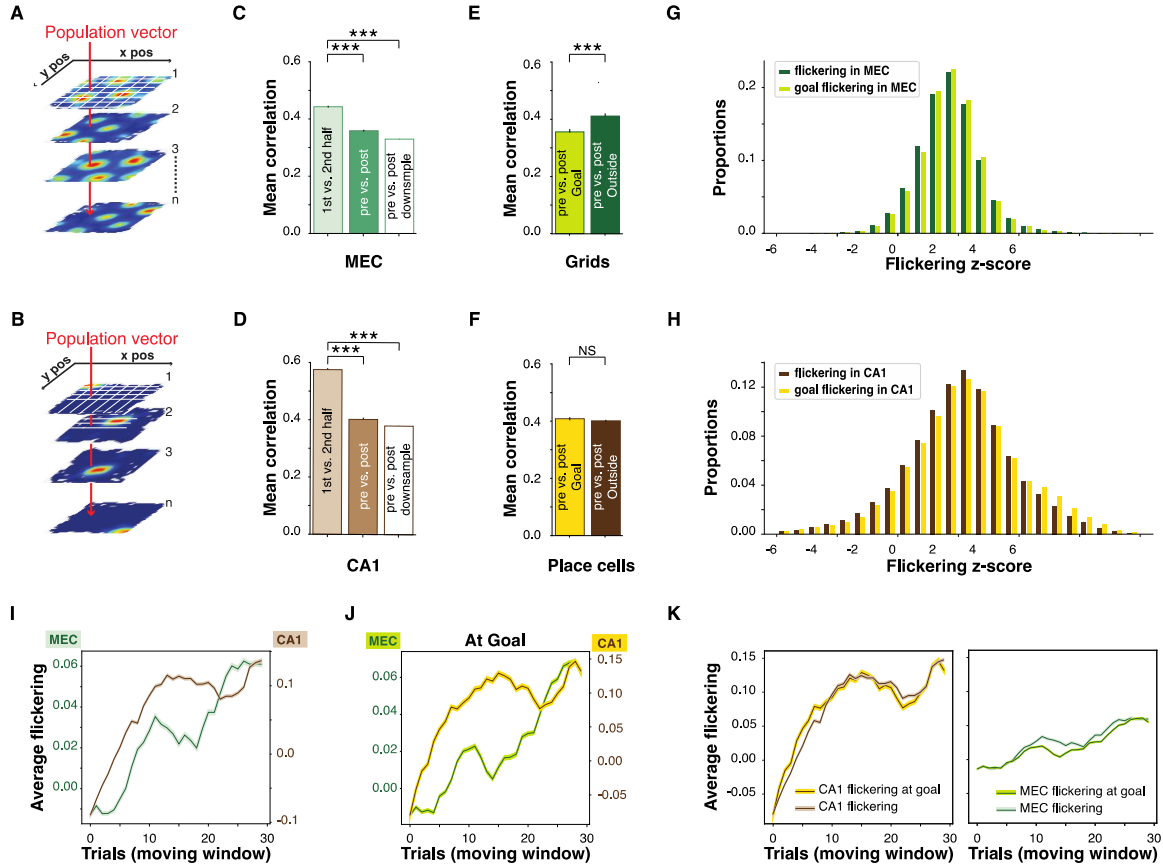 A
Population vector
x pos
y pos
1
2
3
n
C
***
***
0.6
0.4
0.2
0.0
Mean correlation
1st vs. 2nd half
pre vs. post
pre vs. post
downsmple
MEC
E
***
0.6
0.4
0.2
0.0
Mean correlation
pre vs. post
Goal
pre vs. post
Outside
Grids
G
flickering in MEC
goal flickering in MEC
0.2
0.1
0.0
Proportions
-6
-4
-2
0
2
4
6
Flickering z-score
B
Population vector
x pos
y pos
1
2
3
n
D
***
***
0.6
0.4
0.2
0.0
Mean correlation
1st vs. 2nd half
pre vs. post
pre vs. post
downsample
CA1
F
NS
0.6
0.4
0.2
0.0
Mean correlation
pre vs. post
Goal
pre vs. post
Outside
Place cells
H
flickering in CA1
goal flickering in CA1
0.12
0.08
0.04
0.00
Proportions
-6
-4
-2
0
2
4
6
Flickering z-score
I
MEC
CA1
0.06
0.04
0.02
0.00
Average flickering
0.1
0.0
-0.1
0
10
20
30
Trials (moving window)
J
MEC
At Goal
CA1
0.06
0.04
0.02
0.00
0.15
0.10
0.05
0.00
-0.05
0
10
20
30
Trials (moving window)
K
0.15
0.10
0.05
0.00
-0.05
Average flickering
CA1 flickering at goal
CA1 flickering
MEC flickering at goal
MEC flickering
0
10
20
30
0
10
20
30
Trials (moving window)